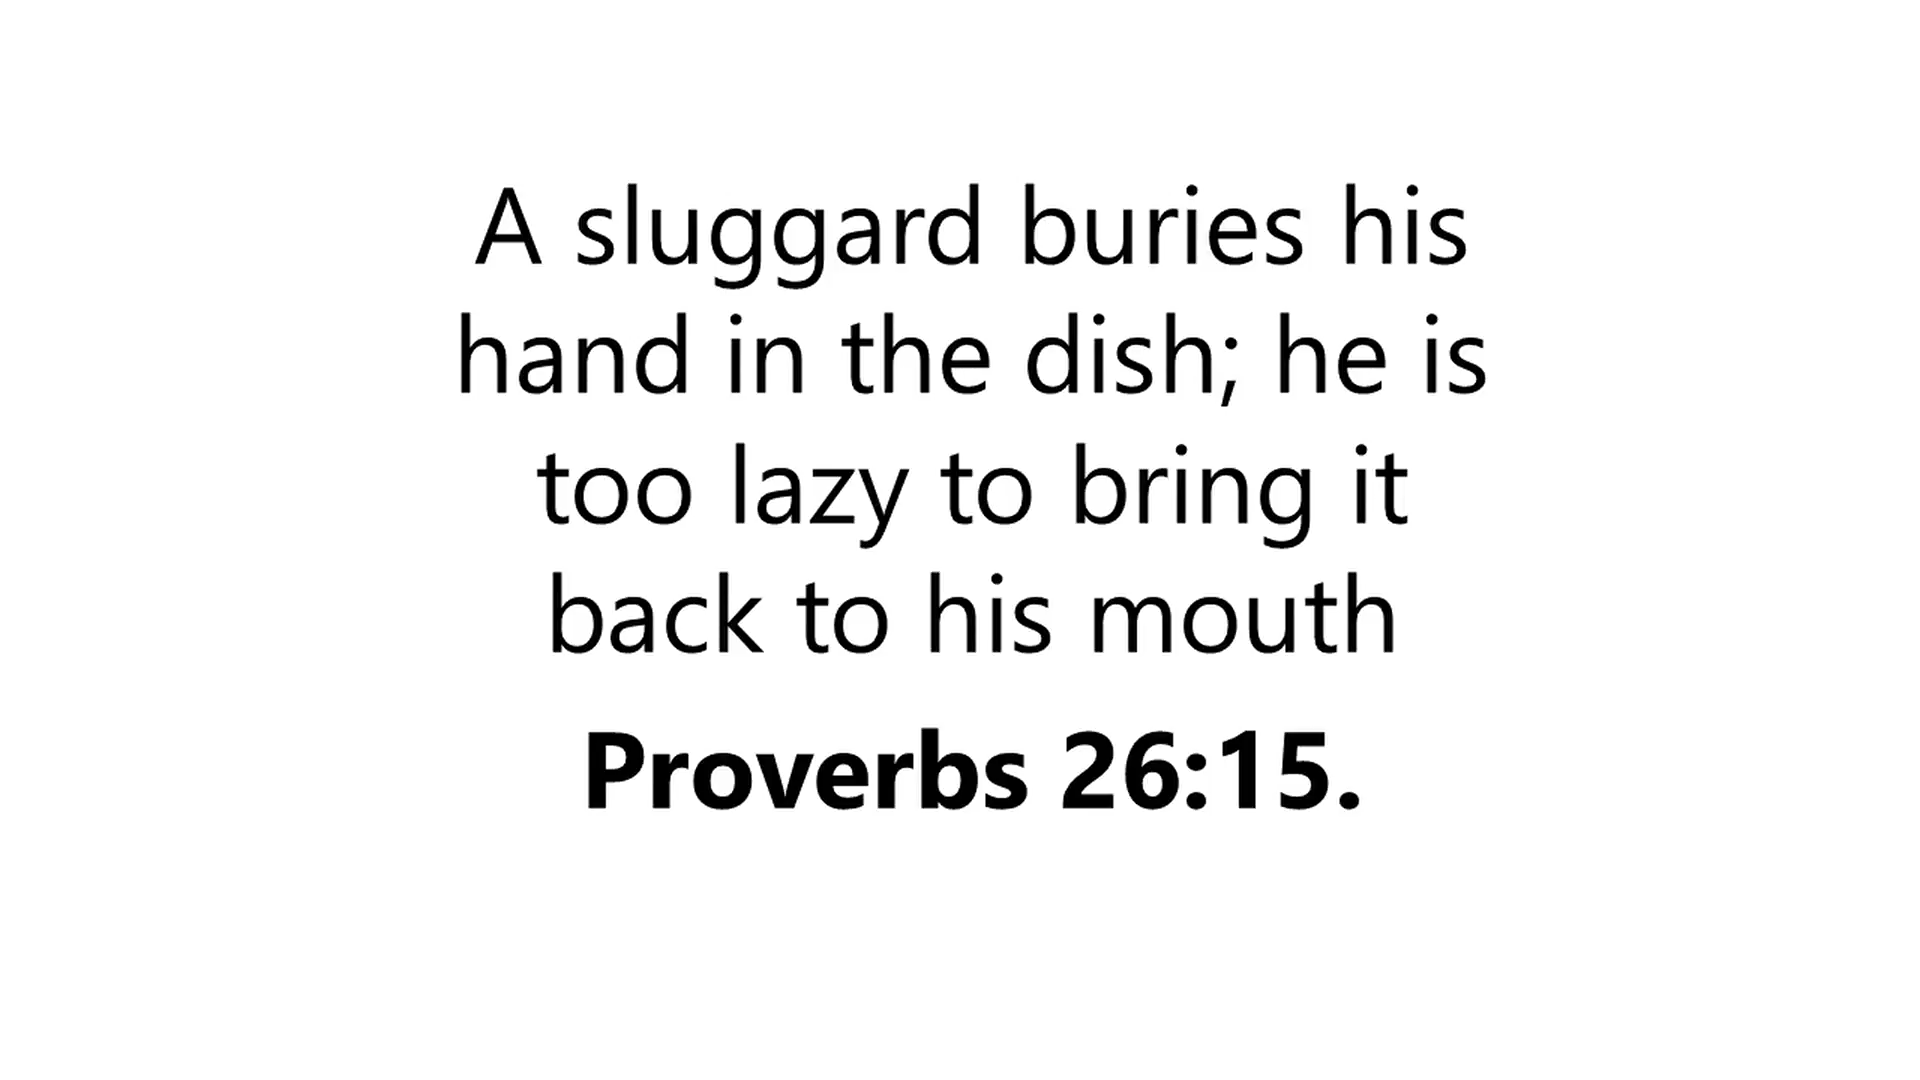 A sluggard buries his
hand in the dish; he is
too lazy to bring it
back to his mouth
Proverbs 26:15.